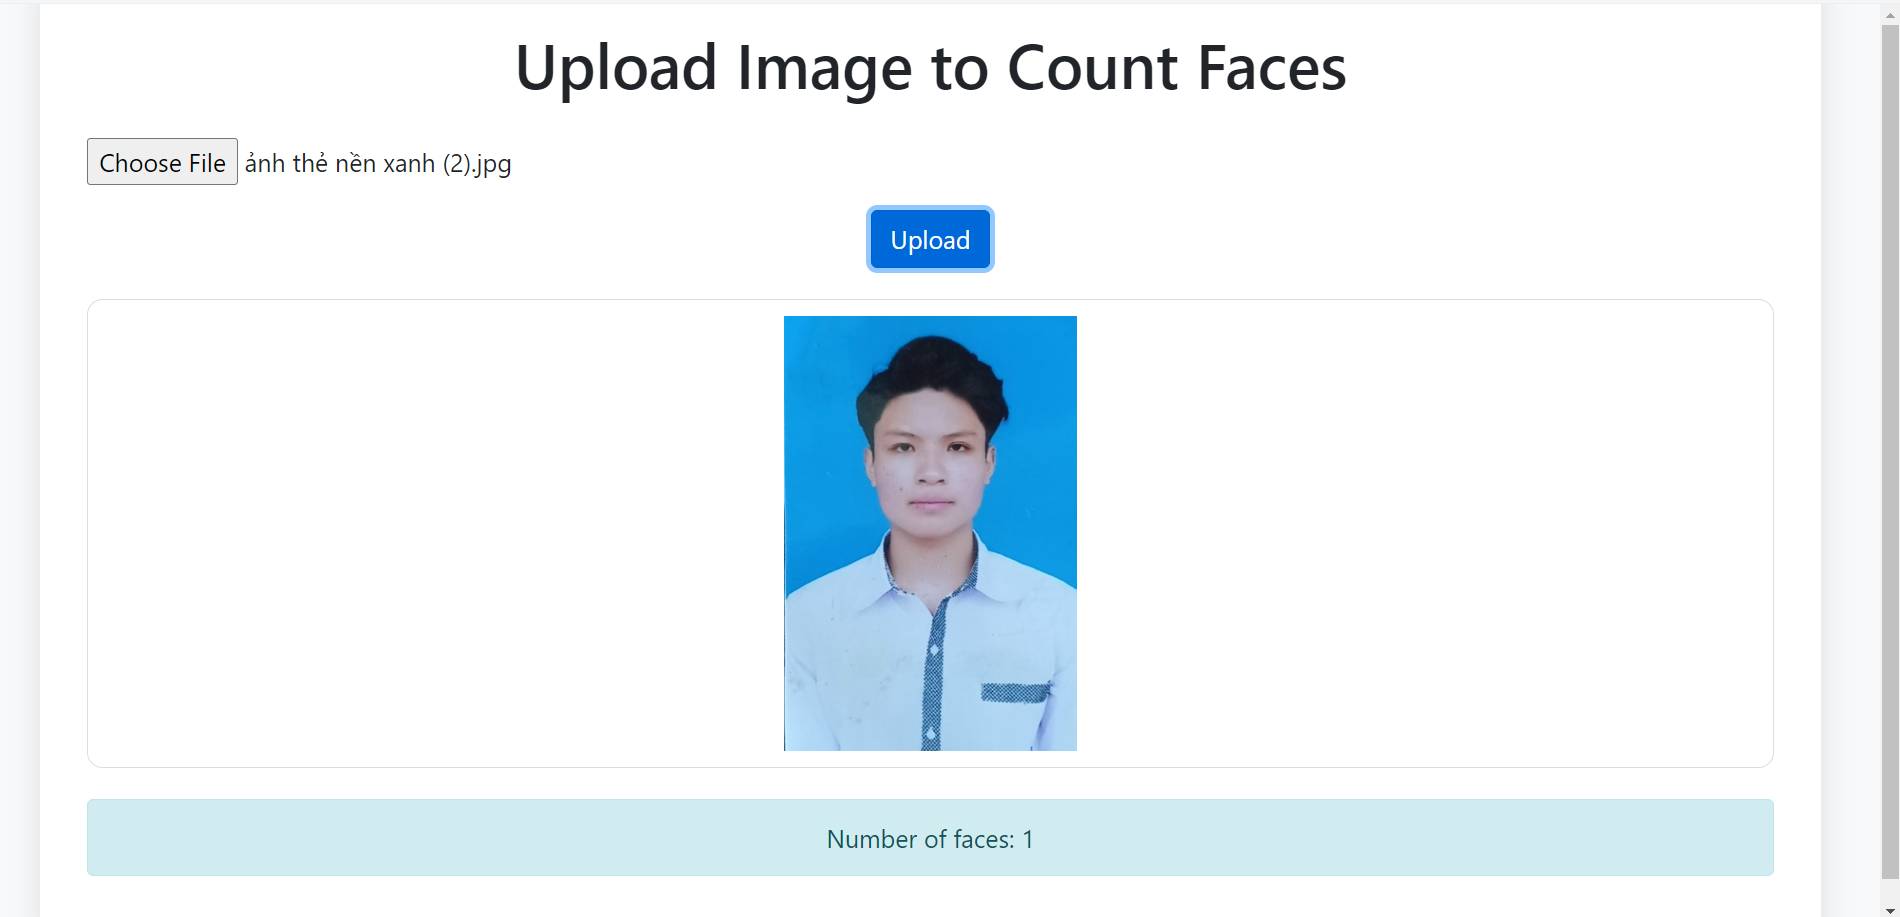 Upload Image to Count Faces
Choose File ảnh thẻ nền xanh (2).jpg
Upload
Number of faces: 1